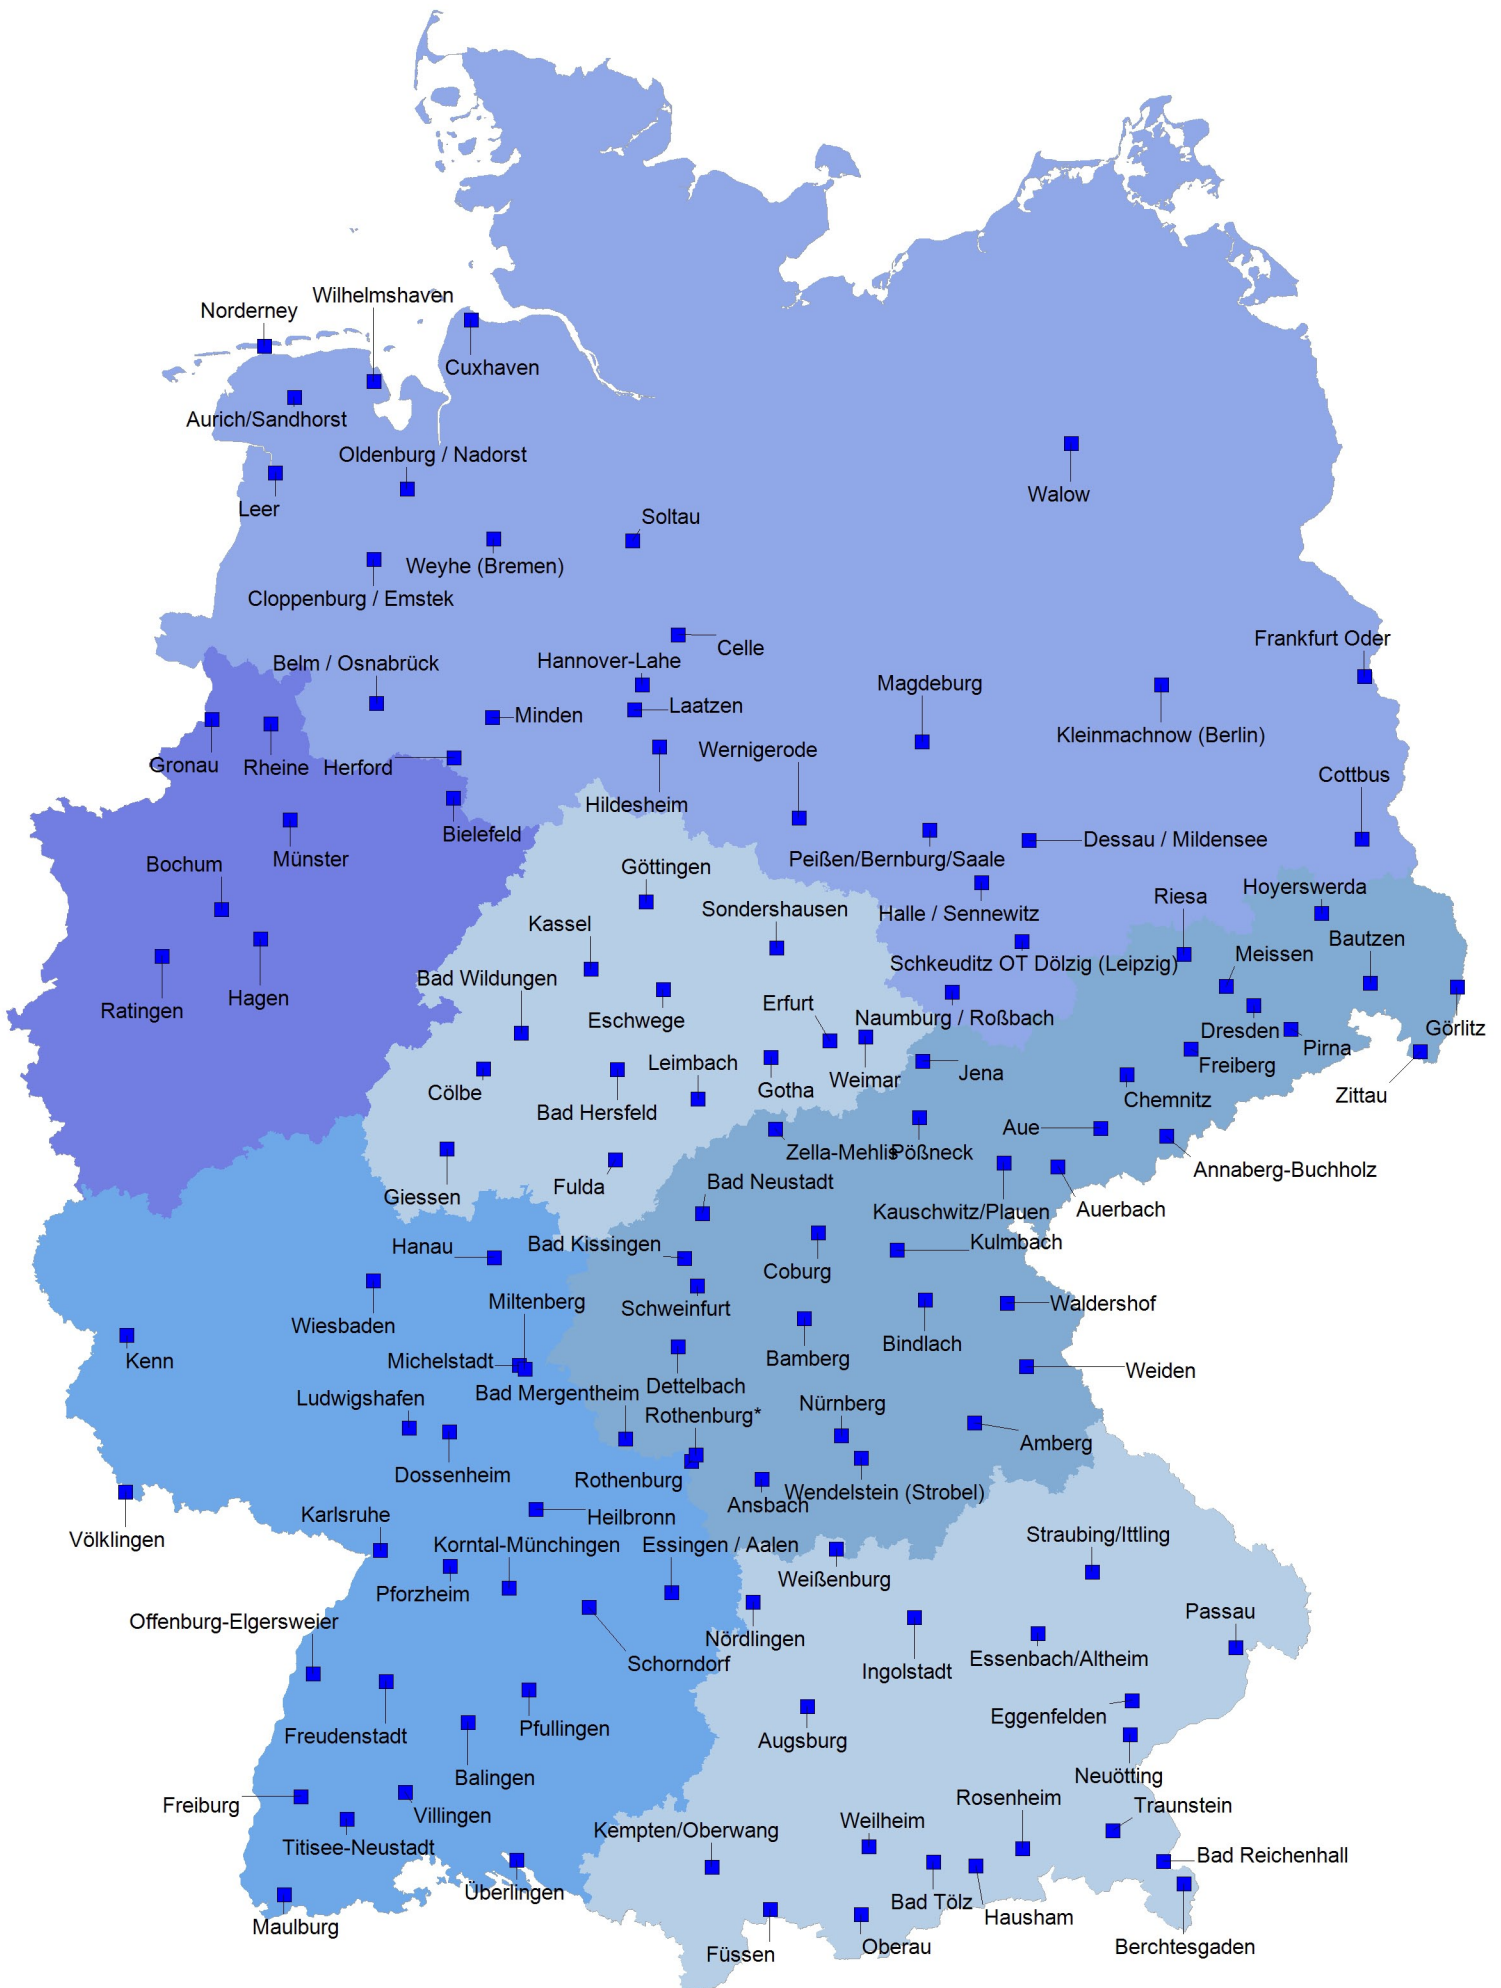 Wilhelmshaven
Norderney
Cuxhaven
Aurich/Sandhorst
Oldenburg / Nadorst
Walow
Leer
Soltau
Weyhe (Bremen)
Cloppenburg / Emstek
Frankfurt Oder
Celle
Hannover-Lahe
Belm / Osnabrück
Magdeburg
Laatzen
Minden
Kleinmachnow (Berlin)
Wernigerode
Gronau
Rheine
Herford
Cottbus
Hildesheim
Bielefeld
Dessau / Mildensee
Münster
Peißen/Bernburg/Saale
Bochum
Göttingen
Hoyerswerda
Riesa
Sondershausen
Halle / Sennewitz
Kassel
Bautzen
Meissen
Schkeuditz OT Dölzig (Leipzig)
Bad Wildungen
Hagen
Erfurt
Ratingen
Naumburg / Roßbach
Eschwege
Görlitz
Dresden
Pirna
Leimbach
Freiberg
Jena
Weimar
Gotha
Cölbe
Zittau
Chemnitz
Bad Hersfeld
Aue
Zella-Mehlis
Pößneck
Annaberg-Buchholz
Bad Neustadt
Fulda
Giessen
Auerbach
Kauschwitz/Plauen
Kulmbach
Bad Kissingen
Hanau
Coburg
Miltenberg
Waldershof
Schweinfurt
Wiesbaden
Bindlach
Bamberg
Kenn
Michelstadt
Weiden
Dettelbach
Bad Mergentheim
Ludwigshafen
Nürnberg
Rothenburg*
Amberg
Dossenheim
Rothenburg
Wendelstein (Strobel)
Ansbach
Karlsruhe
Heilbronn
Straubing/Ittling
Völklingen
Korntal-Münchingen
Essingen / Aalen
Weißenburg
Pforzheim
Passau
Offenburg-Elgersweier
Nördlingen
Essenbach/Altheim
Schorndorf
Ingolstadt
Eggenfelden
Pfullingen
Freudenstadt
Augsburg
Neuötting
Balingen
Rosenheim
Freiburg
Traunstein
Villingen
Weilheim
Kempten/Oberwang
Titisee-Neustadt
Bad Reichenhall
Überlingen
Bad Tölz
Hausham
Maulburg
Oberau
Berchtesgaden
Füssen